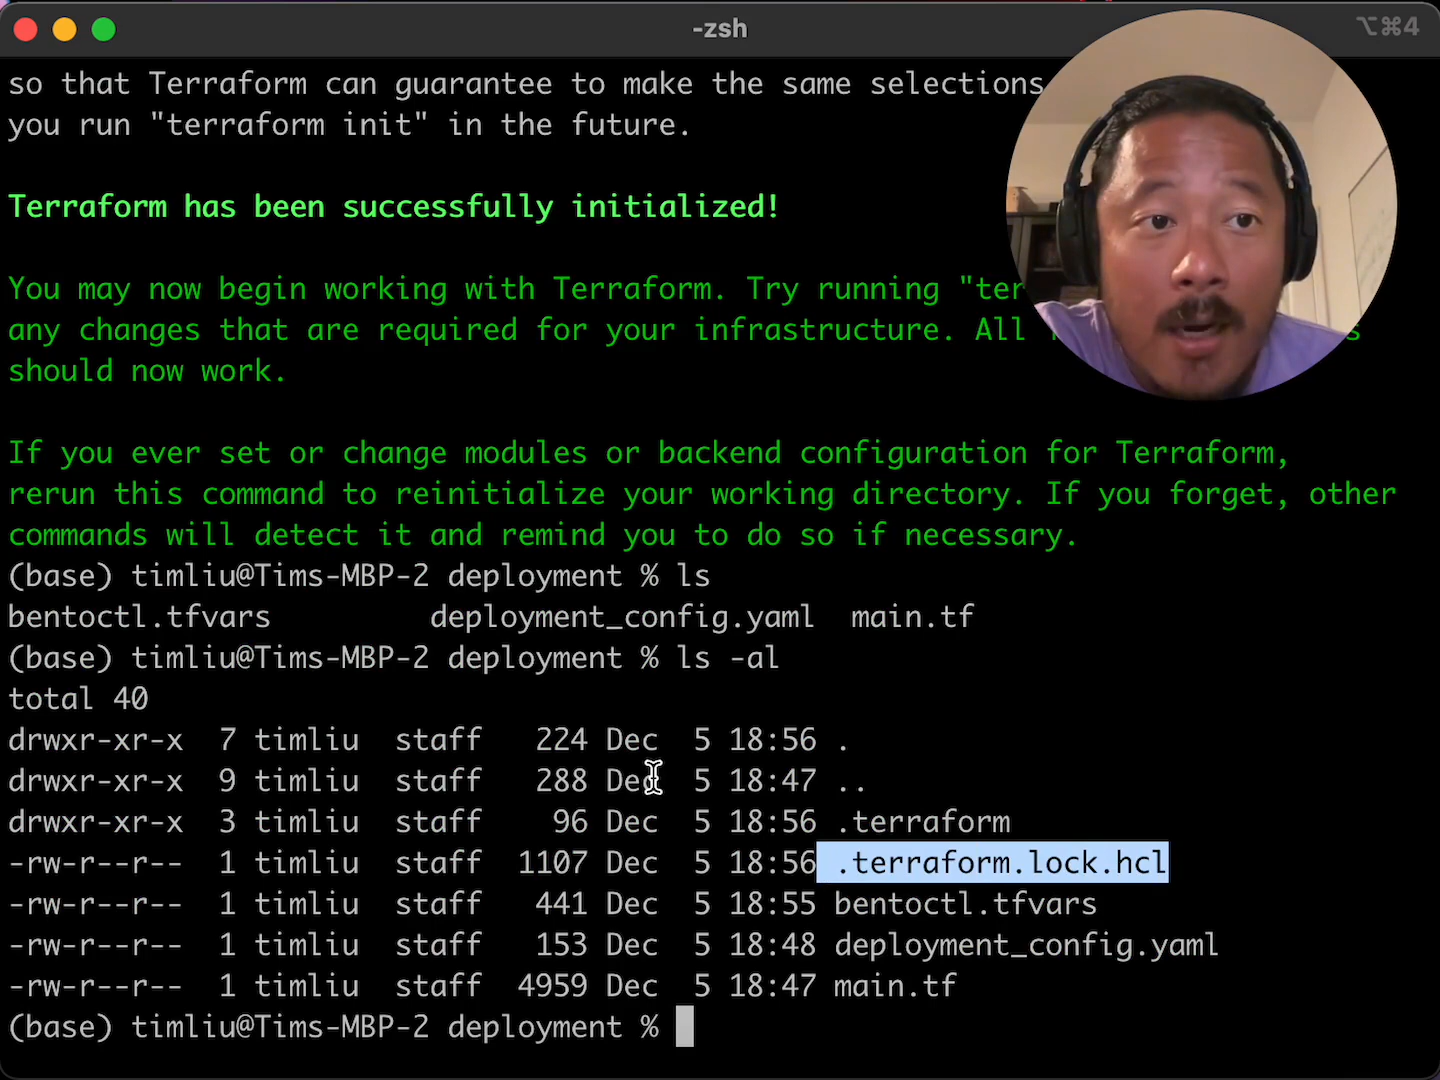 -zsh
⌥⌘4
so that Terraform can guarantee to make the same selections
you run "terraform init" in the future.
Terraform has been successfully initialized!
You may now begin working with Terraform. Try running "ter
any changes that are required for your infrastructure. All
should now work.
If you ever set or change modules or backend configuration for Terraform,
rerun this command to reinitialize your working directory. If you forget, other
commands will detect it and remind you to do so if necessary.
(base) timliu@Tims-MBP-2 deployment % ls
bentoctl.tfvars         deployment_config.yaml  main.tf
(base) timliu@Tims-MBP-2 deployment % ls -al
total 40
drwxr-xr-x  7 timliu  staff   224 Dec  5 18:56 .
drwxr-xr-x  9 timliu  staff   288 Dec  5 18:47 ..
drwxr-xr-x  3 timliu  staff    96 Dec  5 18:56 .terraform
-rw-r--r--  1 timliu  staff  1107 Dec  5 18:56 .terraform.lock.hcl
-rw-r--r--  1 timliu  staff   441 Dec  5 18:55 bentoctl.tfvars
-rw-r--r--  1 timliu  staff   153 Dec  5 18:48 deployment_config.yaml
-rw-r--r--  1 timliu  staff  4959 Dec  5 18:47 main.tf
(base) timliu@Tims-MBP-2 deployment %